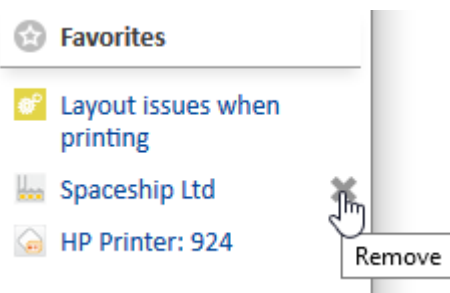 Favorites
Layout issues when
printing
Spaceship Ltd
HP Printer: 924
Remove